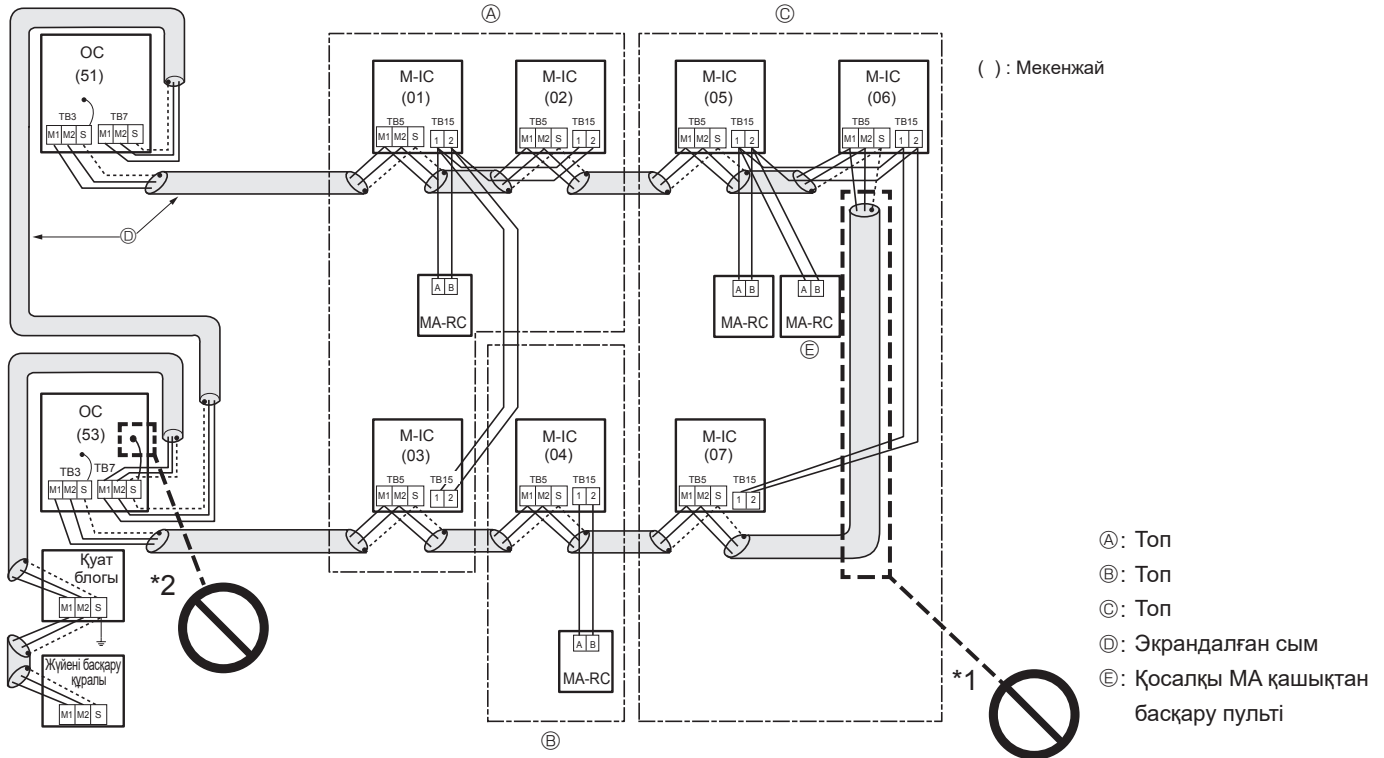 Ⓐ
Ⓒ
OC
(51)
TB3 TB7
M1 M2 S M1 M2 S
M-IC
(01)
TB5 TB15
M1 M2 S 1 2
M-IC
(02)
TB5 TB15
M1 M2 S 1 2
M-IC
(05)
TB5 TB15
M1 M2 S 1 2
M-IC
(06)
TB5 TB15
M1 M2 S 1 2
( ) : Мекенжай
Ⓓ
A B
MA-RC
A B
MA-RC
A B
MA-RC
Ⓔ
OC
(53)
TB3 TB7
M1 M2 S M1 M2 S
M-IC
(03)
TB5 TB15
M1 M2 S 1 2
M-IC
(04)
TB5 TB15
M1 M2 S 1 2
M-IC
(07)
TB5 TB15
M1 M2 S 1 2
Қуат
блогы
M1 M2 S
*2
Жүйені басқару
құралы
M1 M2 S
A B
MA-RC
Ⓑ
*1
Ⓐ: Топ
Ⓑ: Топ
Ⓒ: Топ
Ⓓ: Экрандалған сым
Ⓔ: Қосалқы МА қашықтан
басқару пульті